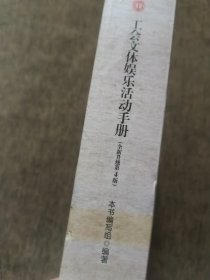 工会文体娱乐活动手册
（全新升级第4版）
本书编写组 编著